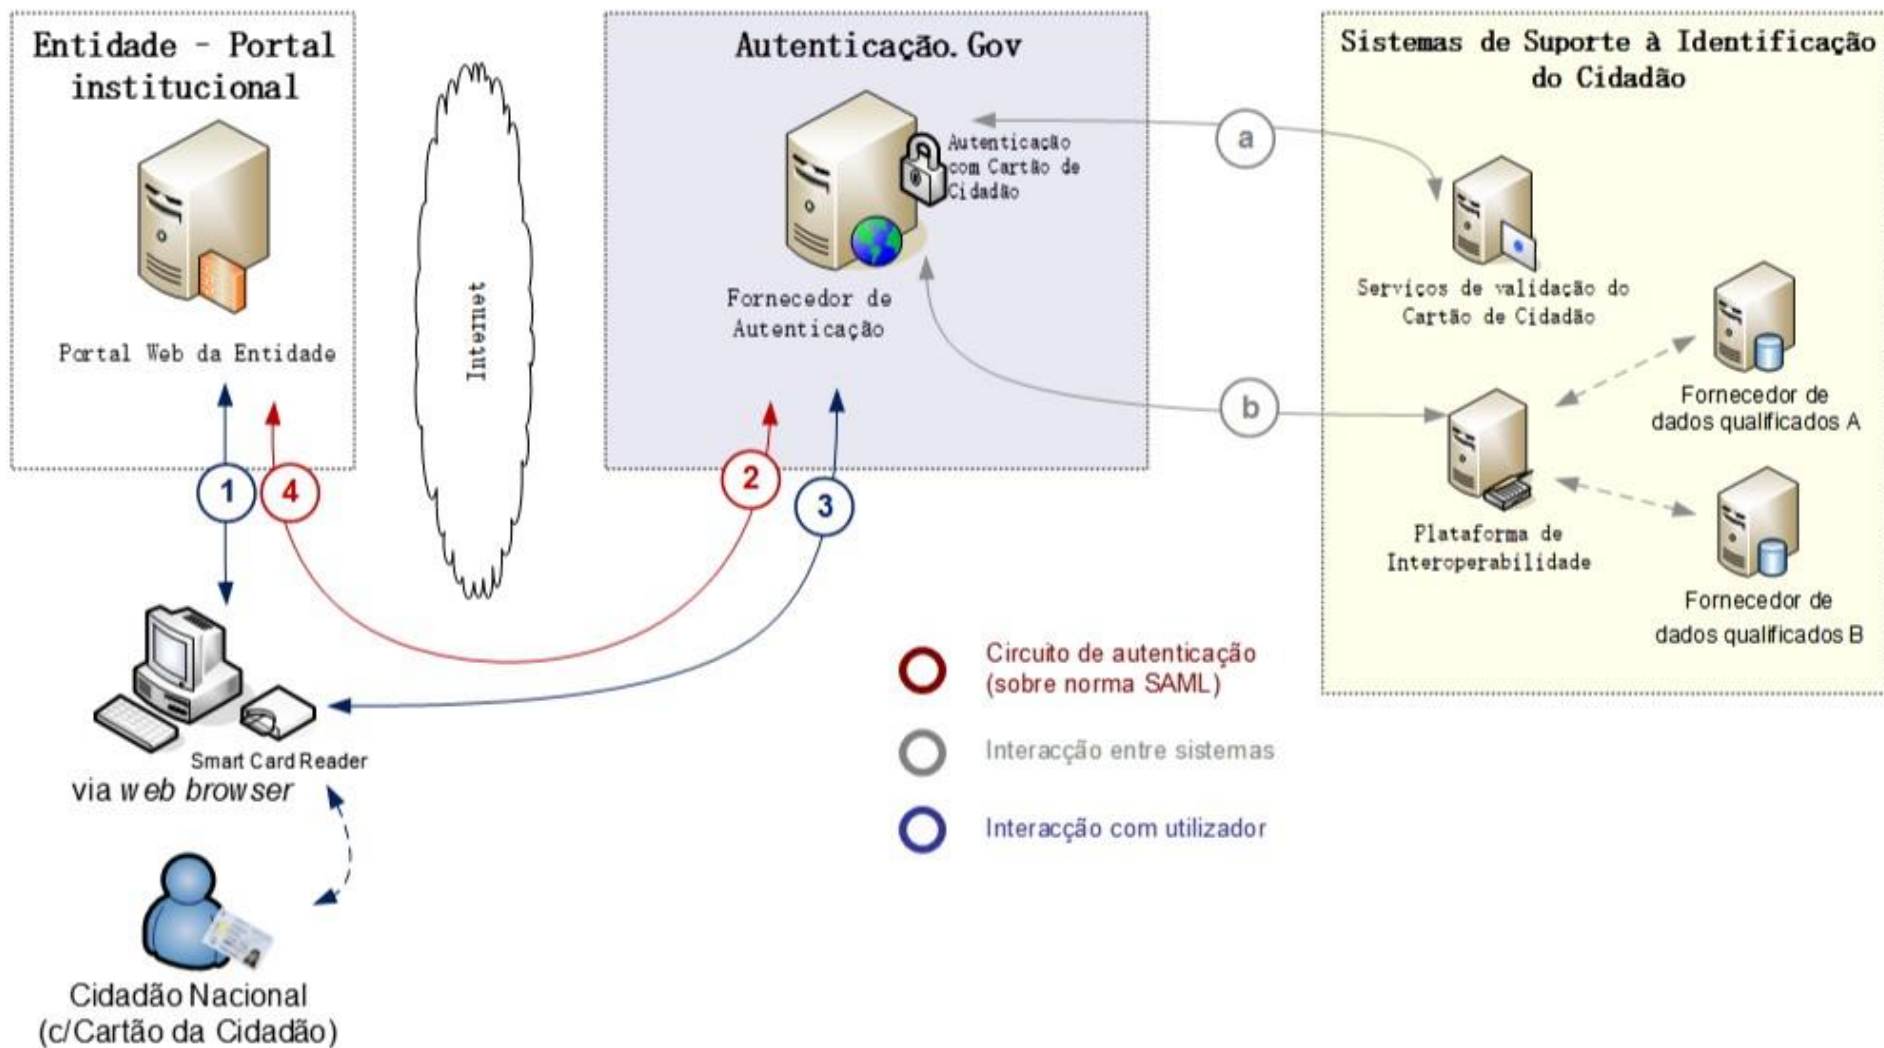 Entidade - Portal
institucional
Portal Web da Entidade
1
4
Smart Card Reader
via web browser
Cidadão Nacional
(c/Cartão da Cidadão)
Internet
Autenticação.Gov
Autenticação
com Cartão de
Cidadão
Fornecedor de
Autenticação
2
3
a
b
Sistemas de Suporte à Identificação
do Cidadão
Serviços de validação do
Cartão de Cidadão
Fornecedor de
dados qualificados A
Plataforma de
Interoperabilidade
Fornecedor de
dados qualificados B
Circuito de autenticação
(sobre norma SAML)
Interacção entre sistemas
Interacção com utilizador